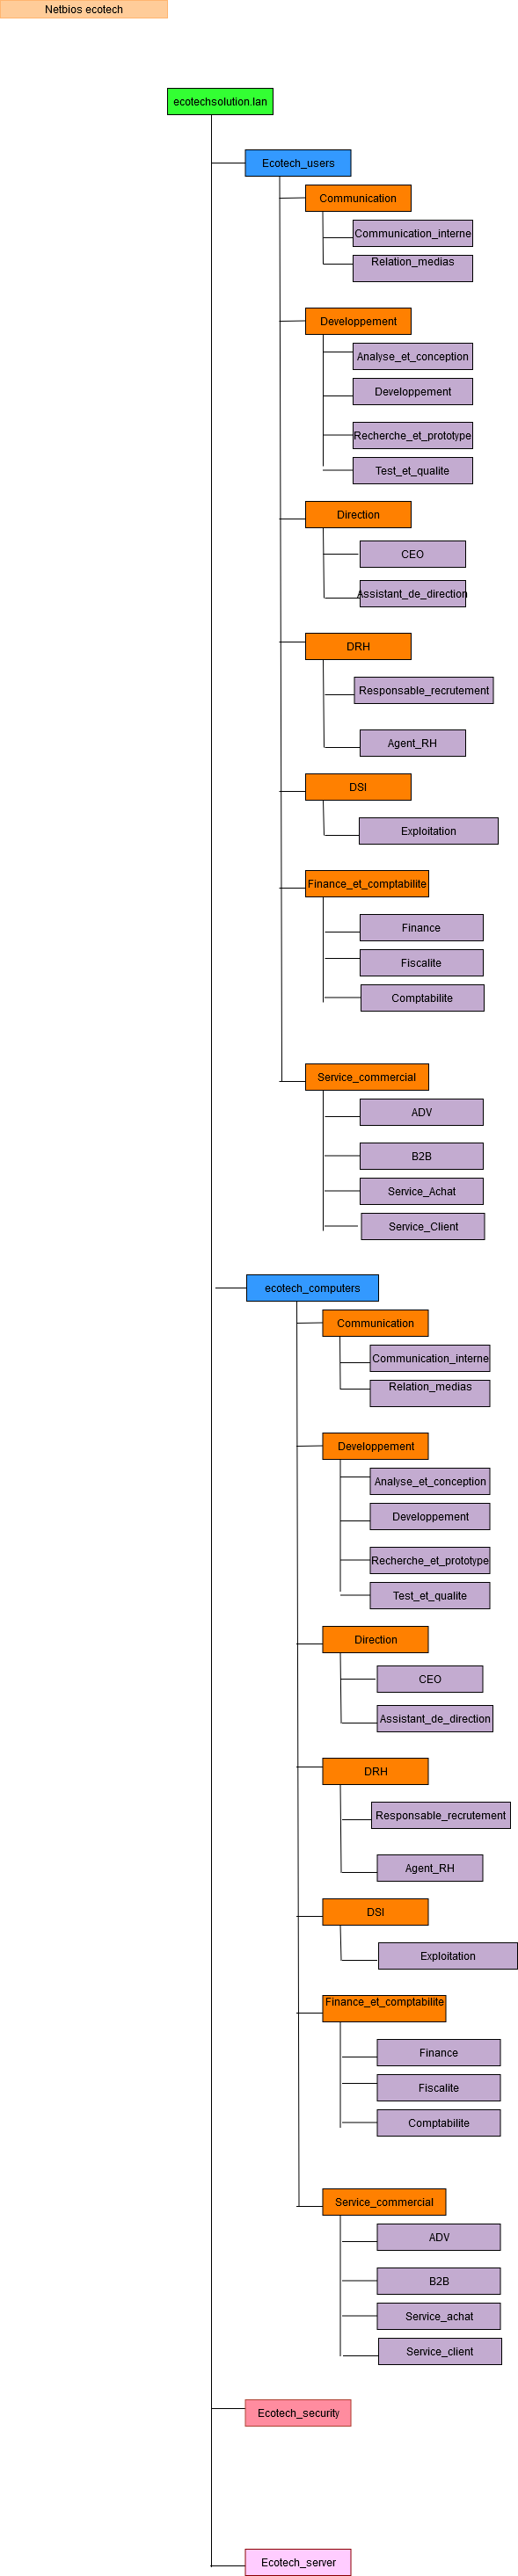 Netbios ecotech
ecotechsolution.lan
Ecotech_users
Communication
Communication_interne
Relation_medias
Developpement
Analyse_et_conception
Developpement
Recherche_et_prototype
Test_et_qualite
Direction
CEO
Assistant_de_direction
DRH
Responsable_recrutement
Agent_RH
DSI
Exploitation
Finance_et_comptabilite
Finance
Fiscalite
Comptabilite
Service_commercial
ADV
B2B
Service_Achat
Service_Client
ecotech_computers
Communication
Communication_interne
Relation_medias
Developpement
Analyse_et_conception
Developpement
Recherche_et_prototype
Test_et_qualite
Direction
CEO
Assistant_de_direction
DRH
Responsable_recrutement
Agent_RH
DSI
Exploitation
Finance_et_comptabilite
Finance
Fiscalite
Comptabilite
Service_commercial
ADV
B2B
Service_achat
Service_client
Ecotech_security
Ecotech_server